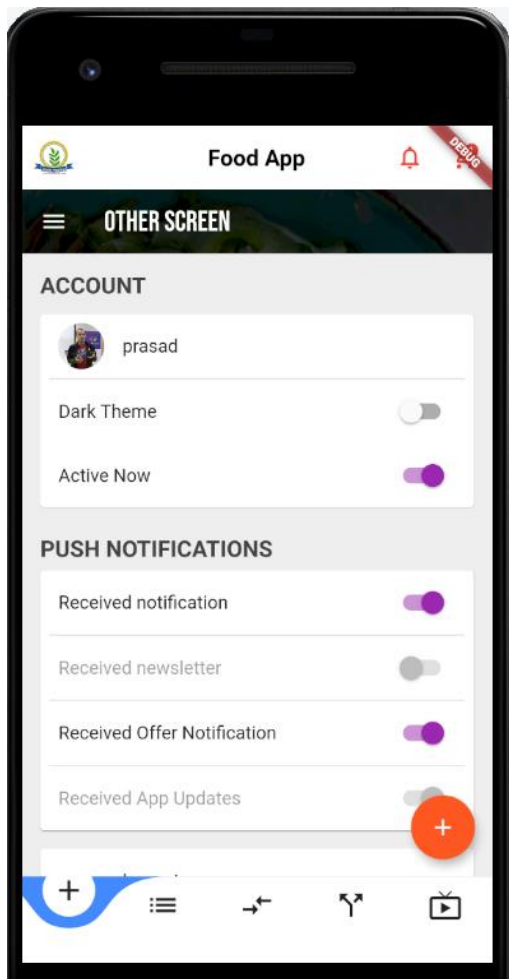 Food App
DEBUG
OTHER SCREEN
ACCOUNT
prasad
Dark Theme
Active Now
PUSH NOTIFICATIONS
Received notification
Received newsletter
Received Offer Notification
Received App Updates